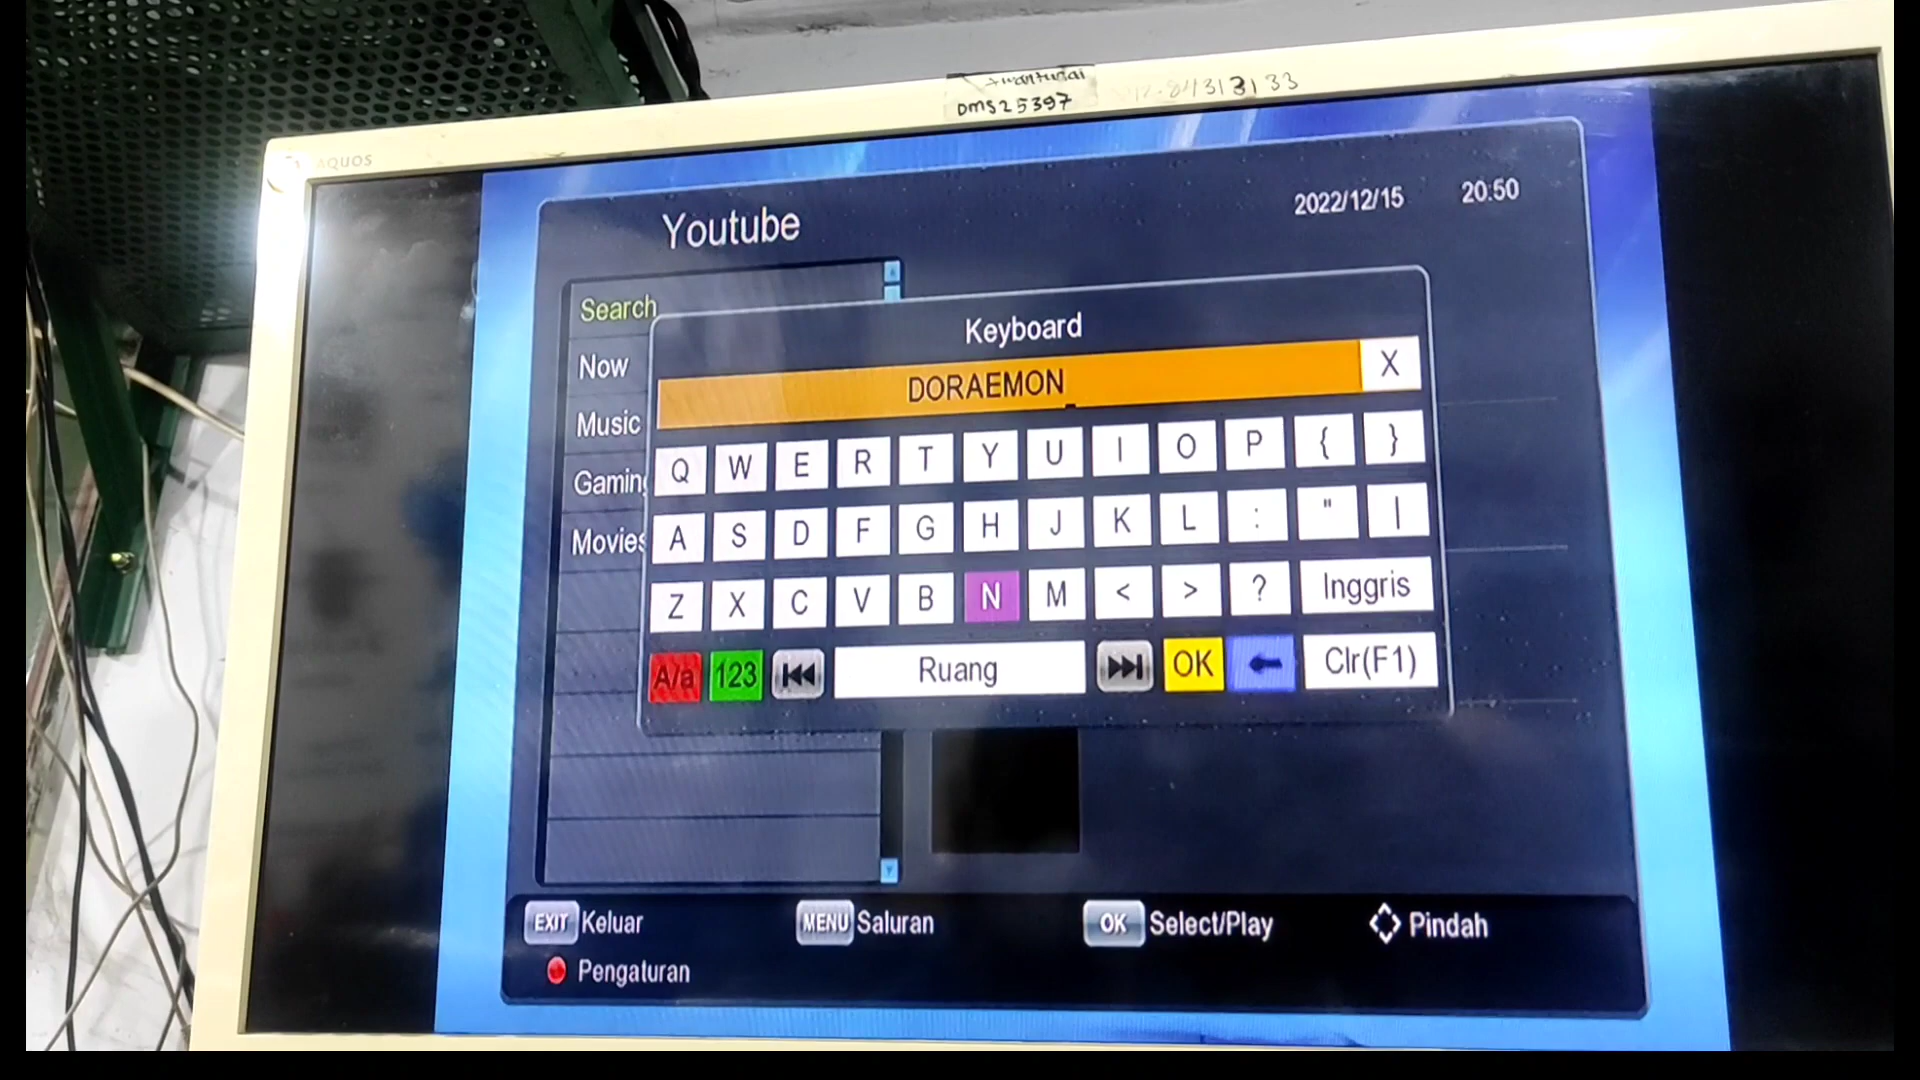 DMS25397
AQUOS
Youtube
2022/12/15 20:50
Search
Now
Music
Gaming
Movies
Keyboard
DORAEMON
X
Q W E R T Y U I O P { }
A S D F G H J K L : " |
Z X C V B N M < > ? Inggris
A/a 123 Ruang OK Clr(F1)
EXIT Keluar MENU Saluran OK Select/Play Pindah
Pengaturan